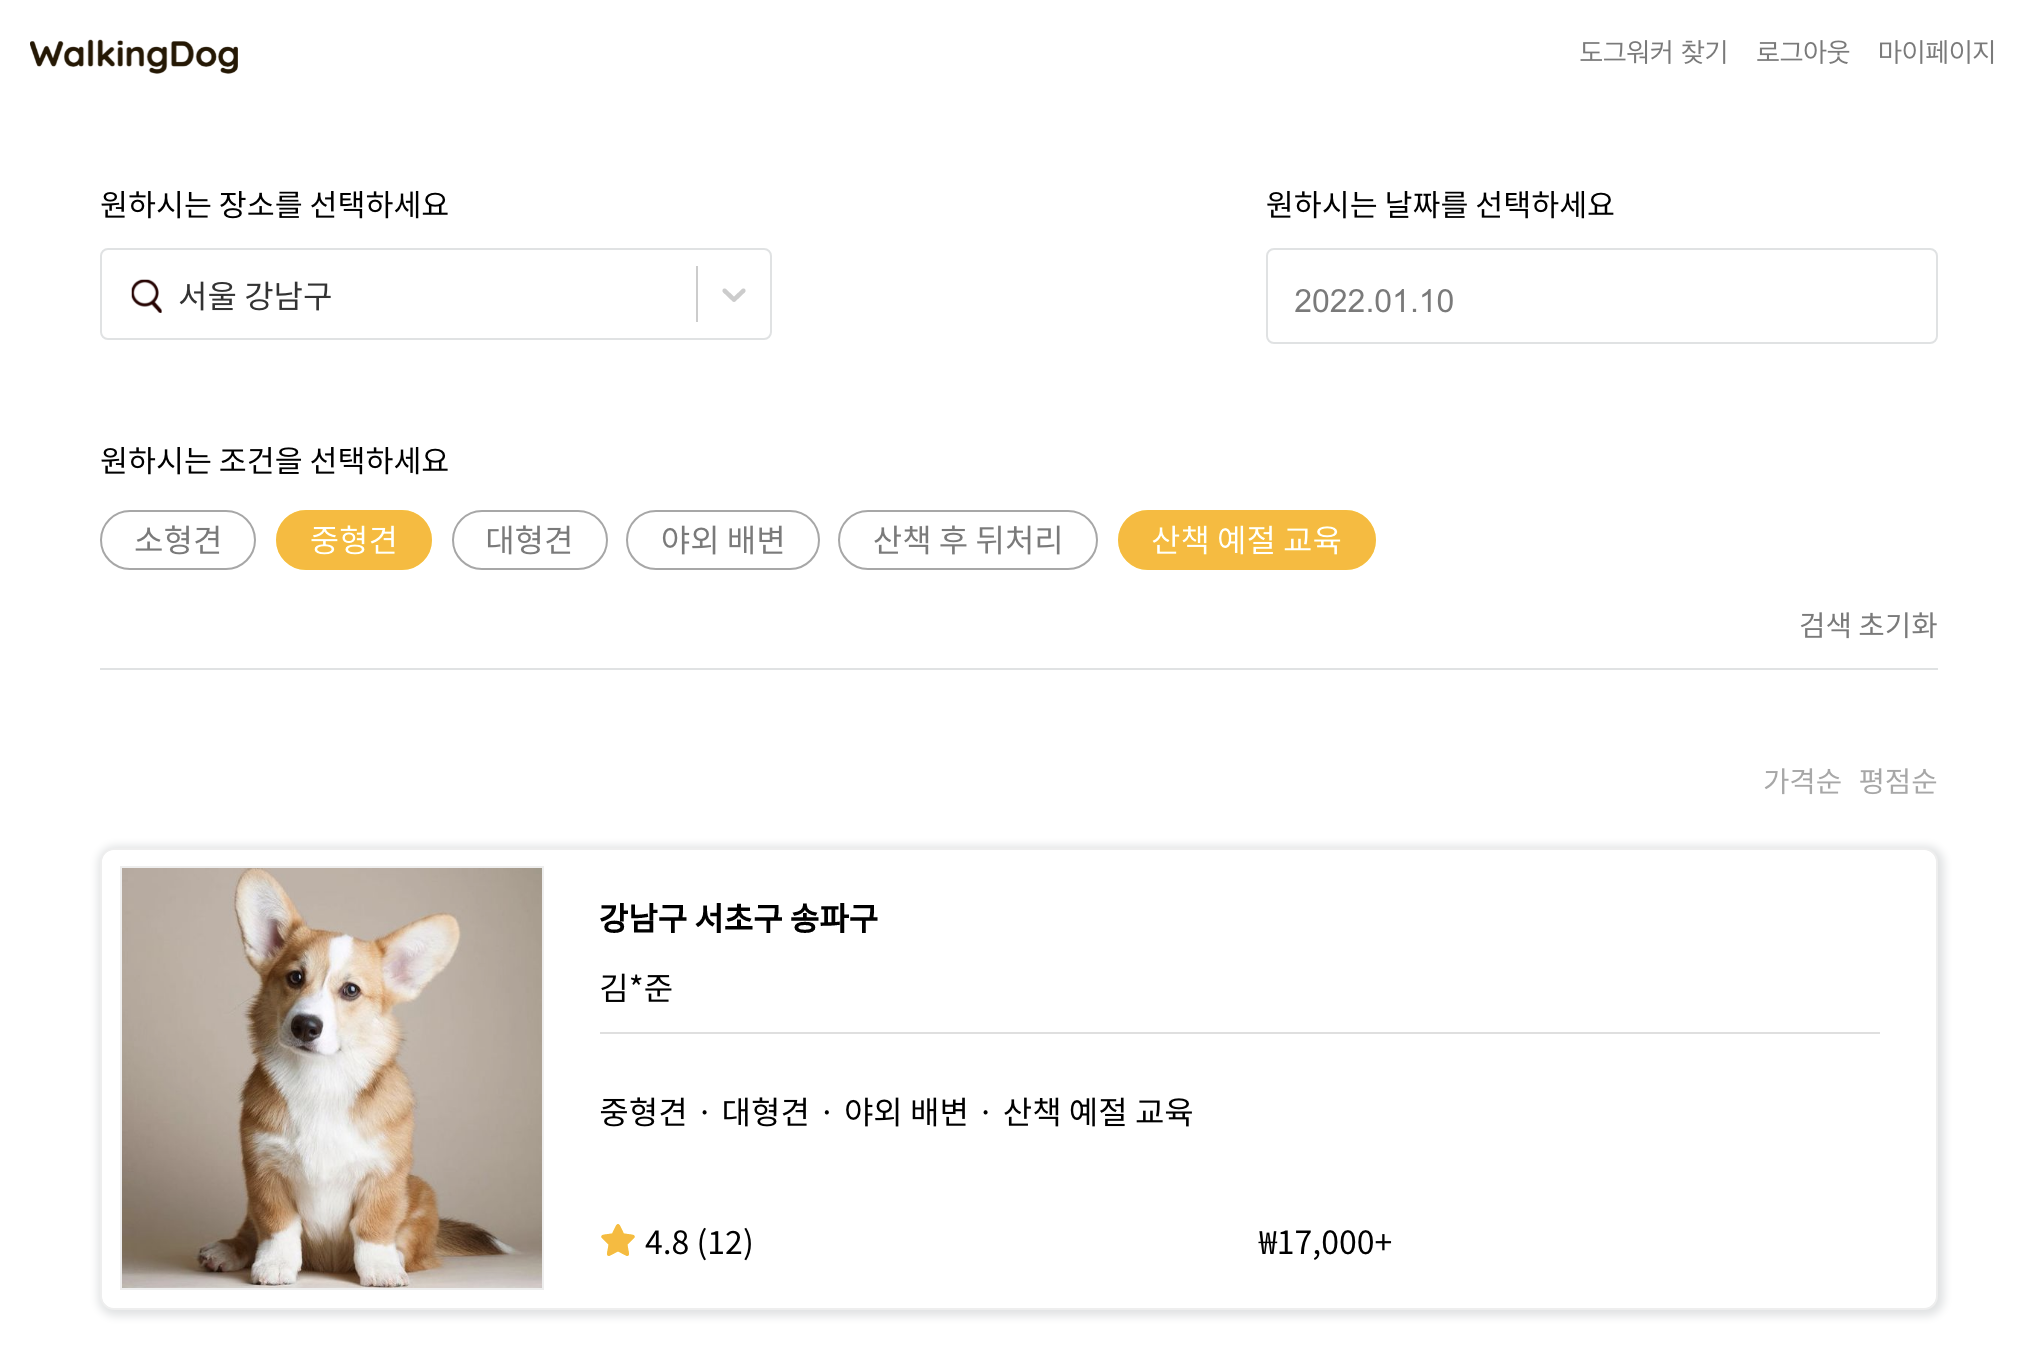 WalkingDog
도그워커 찾기 로그아웃 마이페이지
원하시는 장소를 선택하세요
서울 강남구
원하시는 날짜를 선택하세요
2022.01.10
원하시는 조건을 선택하세요
소형견 중형견 대형견 야외 배변 산책 후 뒤처리 산책 예절 교육
검색 초기화
가격순 평점순
강남구 서초구 송파구
김*준
중형견 · 대형견 · 야외 배변 · 산책 예절 교육
4.8 (12)
₩17,000+